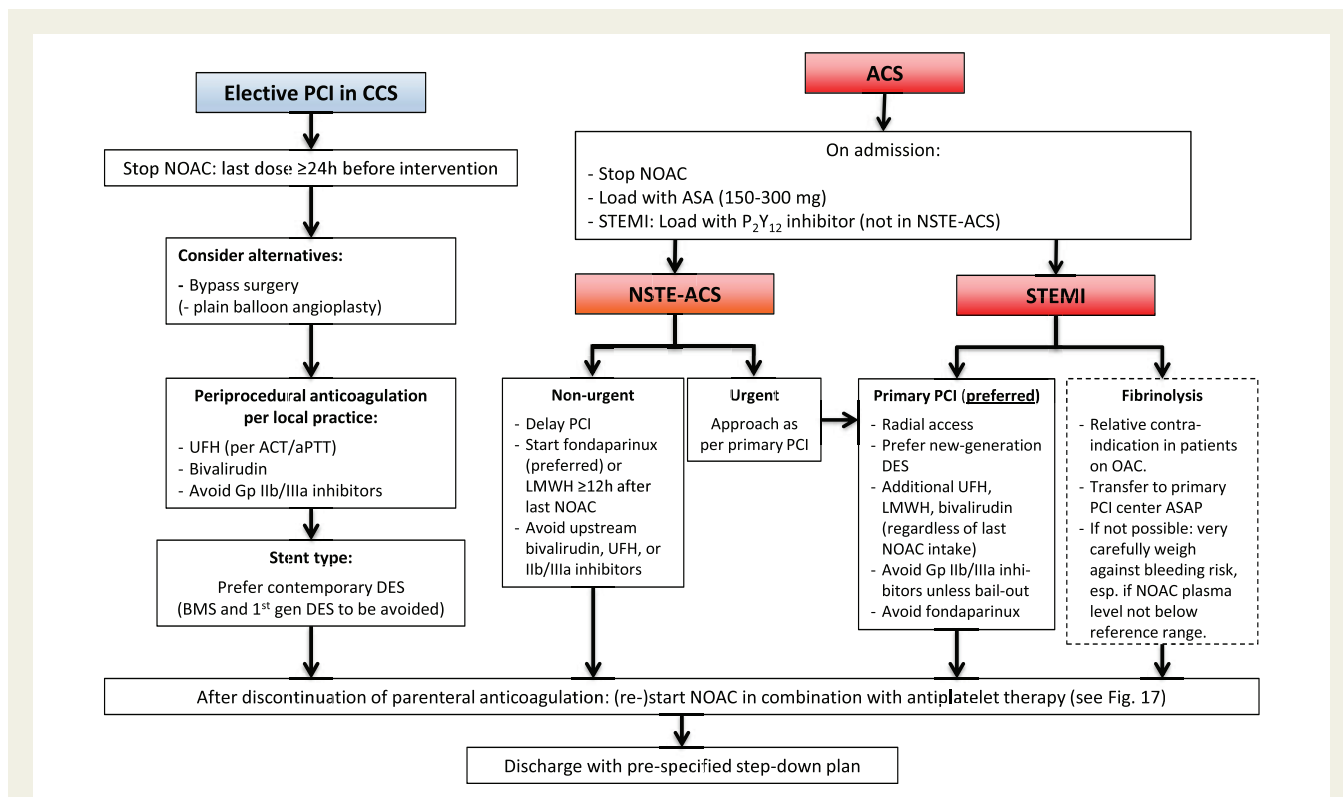 Elective PCI in CCS
Stop NOAC: last dose ≥24h before intervention
Consider alternatives:
- Bypass surgery
(- plain balloon angioplasty)
Periprocedural anticoagulation
per local practice:
- UFH (per ACT/aPTT)
- Bivalirudin
- Avoid Gp IIb/IIIa inhibitors
Stent type:
Prefer contemporary DES
(BMS and 1st gen DES to be avoided)
ACS
On admission:
- Stop NOAC
- Load with ASA (150-300 mg)
- STEMI: Load with P2Y12 inhibitor (not in NSTE-ACS)
NSTE-ACS
Non-urgent
- Delay PCI
- Start fondaparinux
(preferred) or
LMWH ≥12h after
last NOAC
- Avoid upstream
bivalirudin, UFH, or
IIb/IIIa inhibitors
Urgent
Approach as
per primary PCI
STEMI
Primary PCI (preferred)
- Radial access
- Prefer new-generation
DES
- Additional UFH,
LMWH, bivalirudin
(regardless of last
NOAC intake)
- Avoid Gp IIb/IIIa inhi-
bitors unless bail-out
- Avoid fondaparinux
Fibrinolysis
- Relative contra-
indication in patients
on OAC.
- Transfer to primary
PCI center ASAP
- If not possible: very
carefully weigh
against bleeding risk,
esp. if NOAC plasma
level not below
reference range.
After discontinuation of parenteral anticoagulation: (re-)start NOAC in combination with antiplatelet therapy (see Fig. 17)
Discharge with pre-specified step-down plan